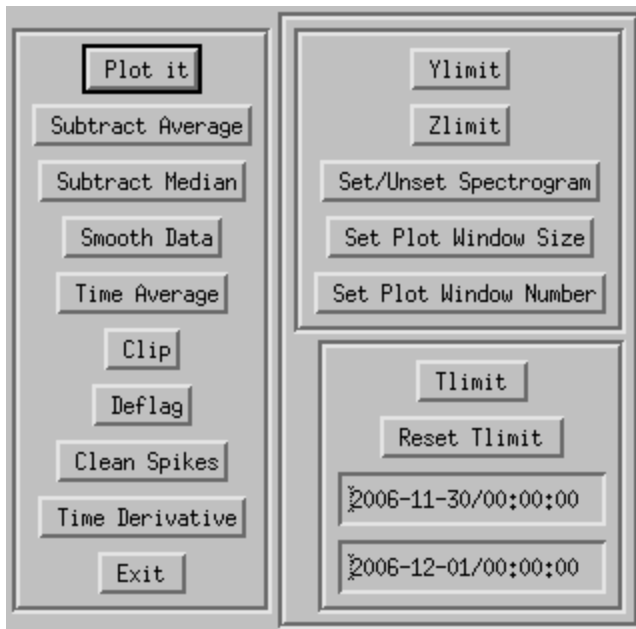 Plot it
Subtract Average
Subtract Median
Smooth Data
Time Average
Clip
Deflag
Clean Spikes
Time Derivative
Exit
Ylimit
Zlimit
Set/Unset Spectrogram
Set Plot Window Size
Set Plot Window Number
Tlimit
Reset Tlimit
2006-11-30/00:00:00
2006-12-01/00:00:00